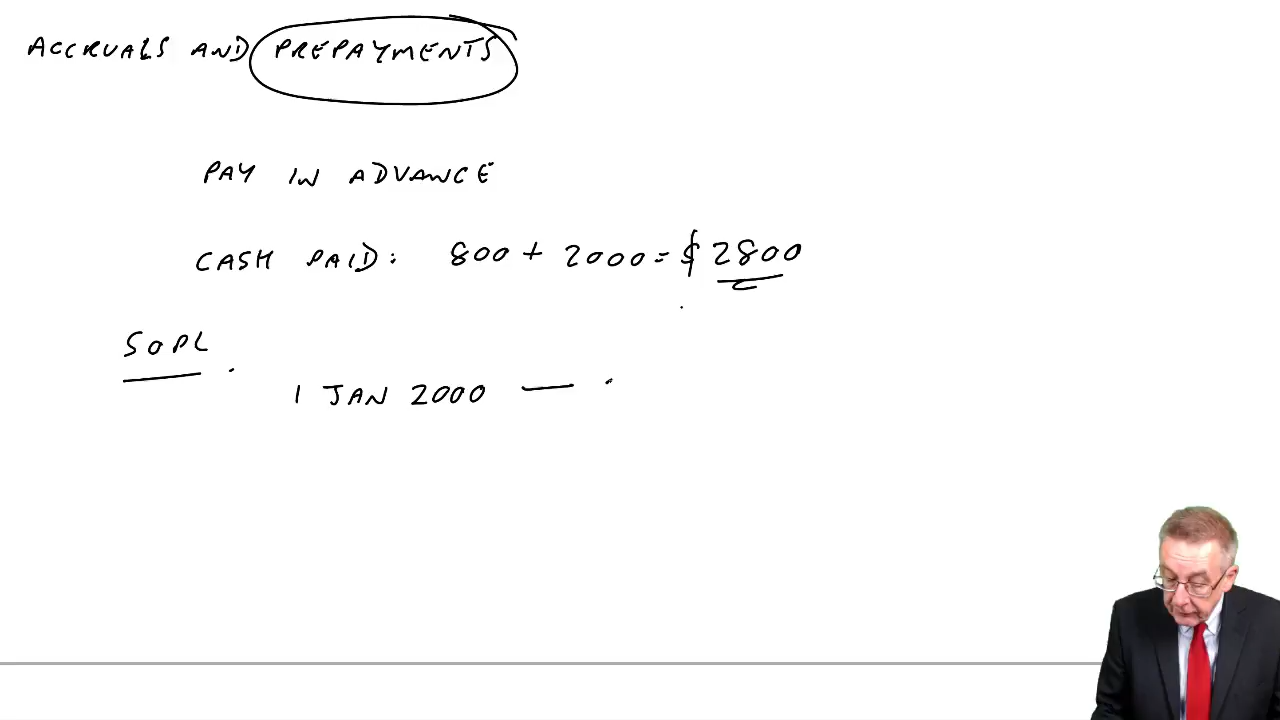 ACCRUALS AND PREPAYMENTS
PAY IN ADVANCE
CASH PAID: 800 + 2000 = $ 2800
SOPL
1 JAN 2000 —